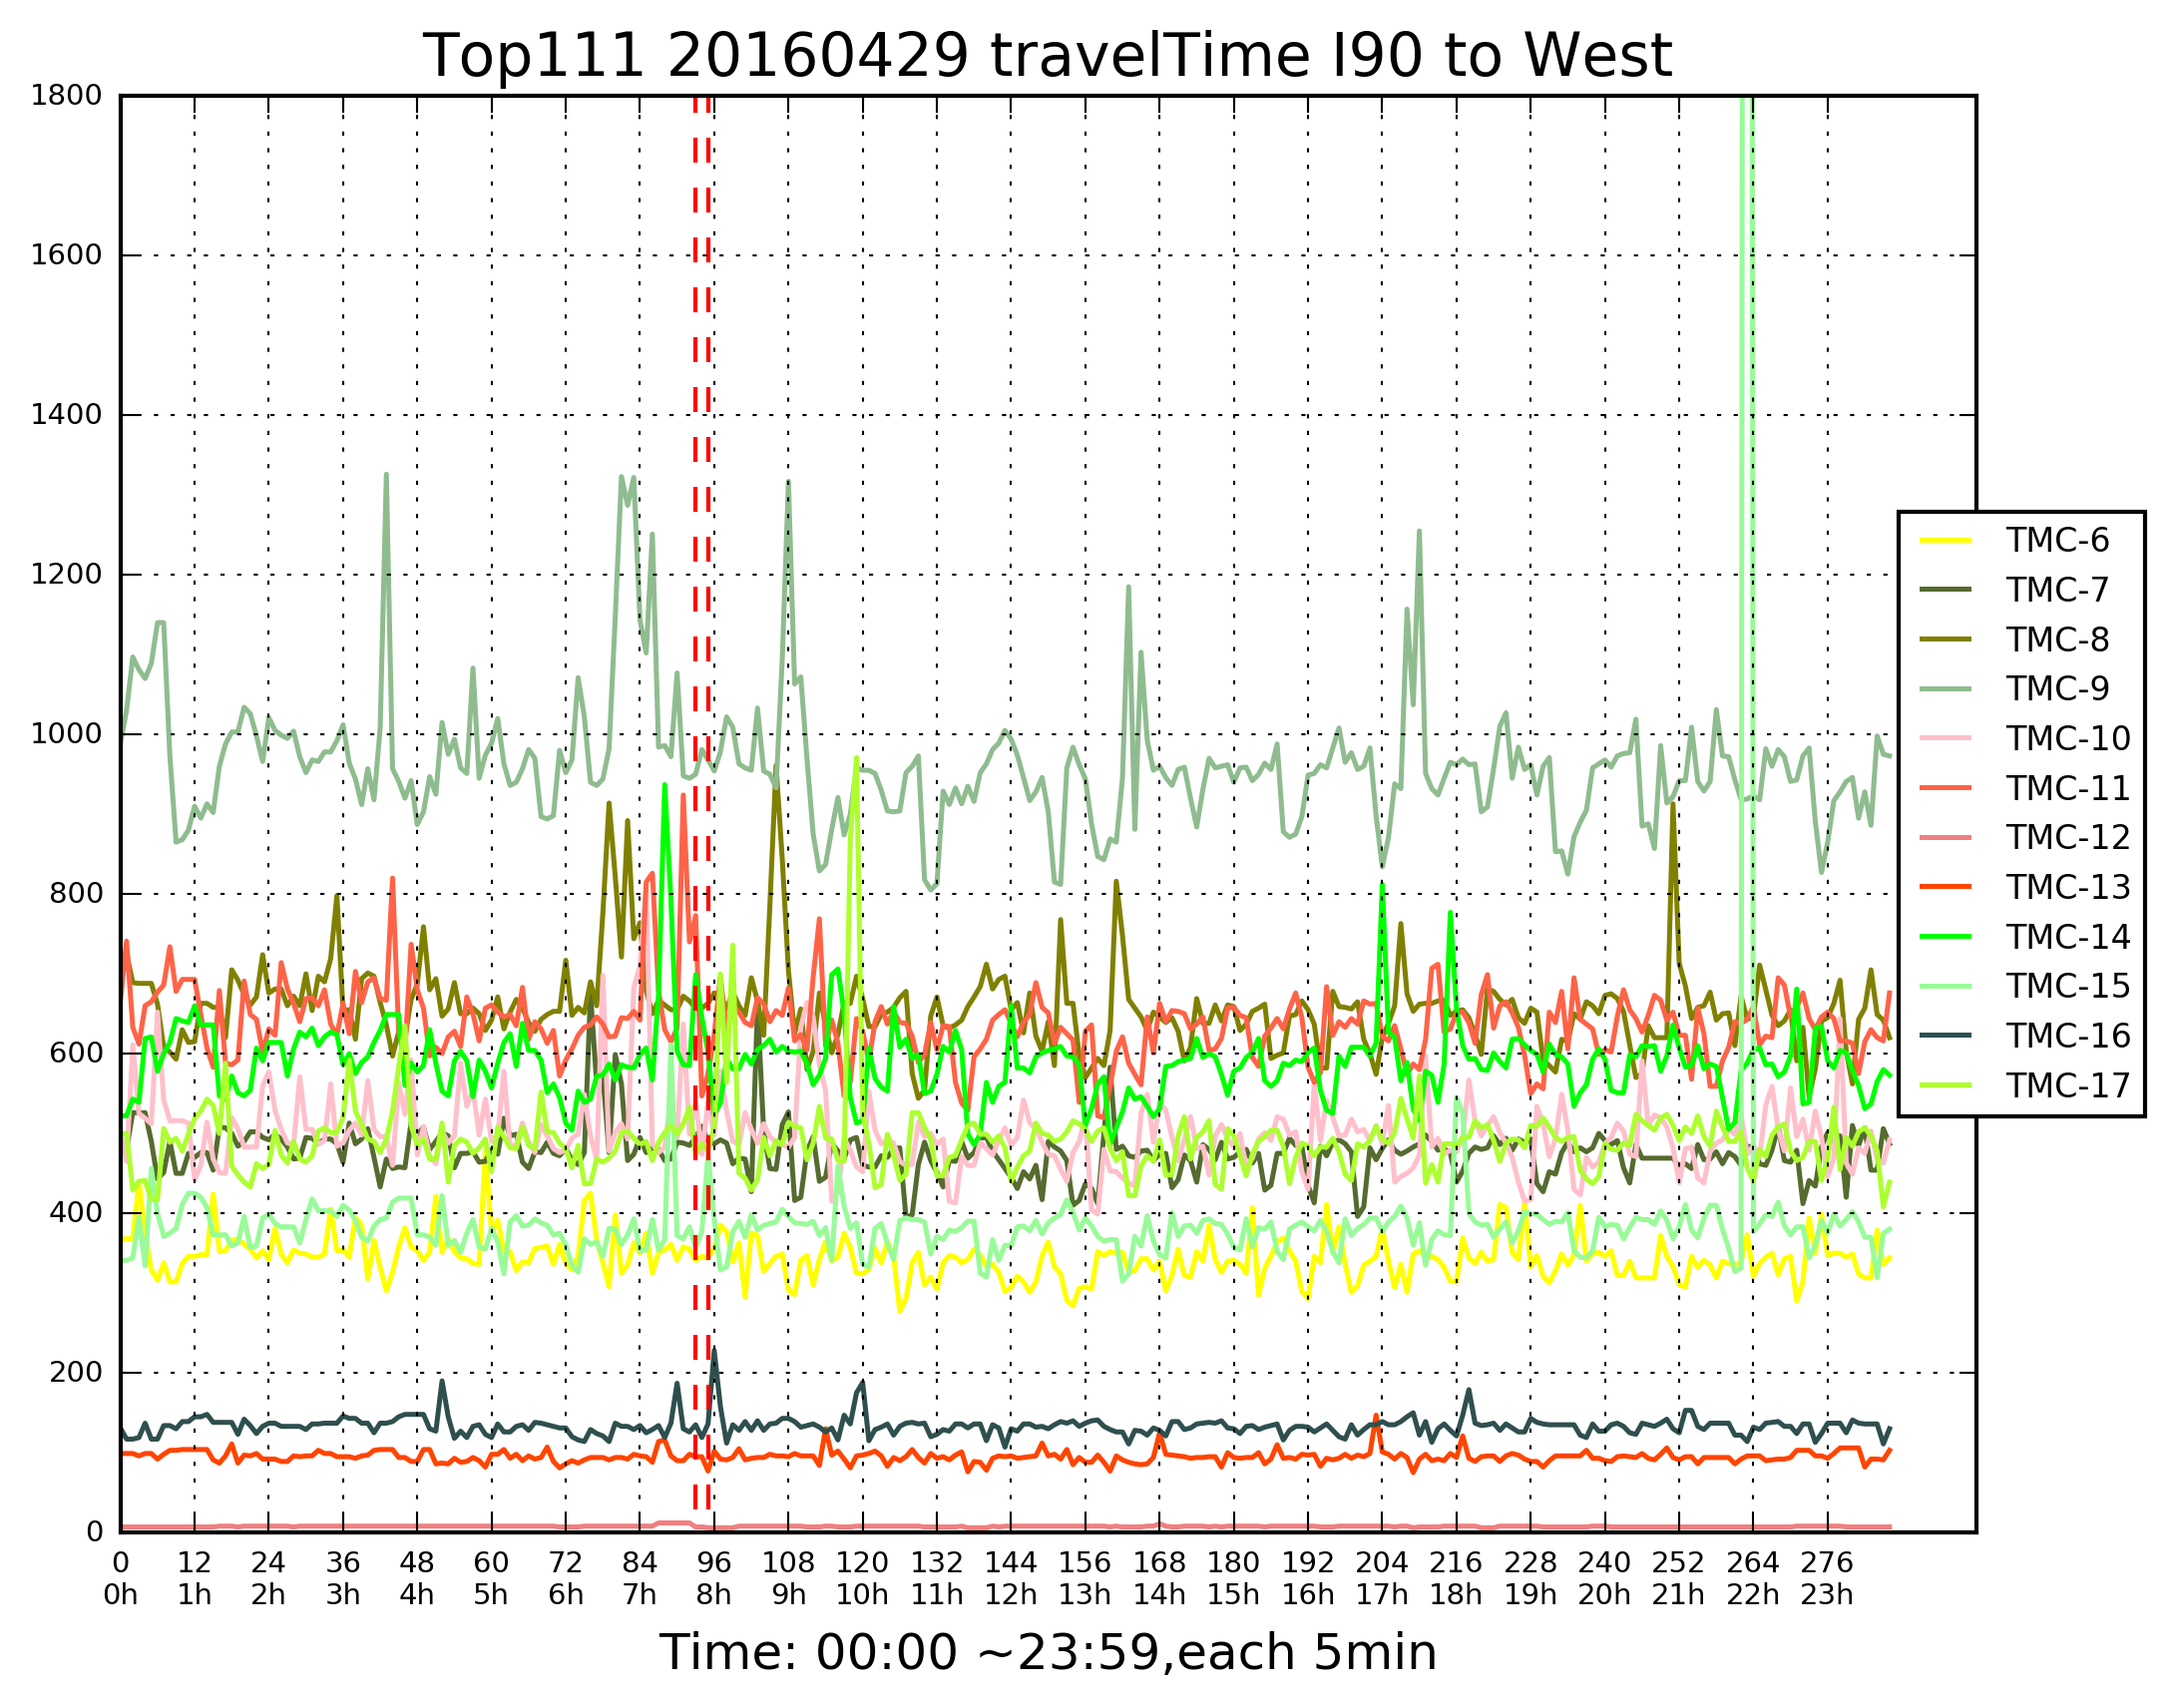 Top111 20160429 travelTime I90 to West
1800
1600
1400
1200
1000
800
600
400
200
0
TMC-6
TMC-7
TMC-8
TMC-9
TMC-10
TMC-11
TMC-12
TMC-13
TMC-14
TMC-15
TMC-16
TMC-17
0 12 24 36 48 60 72 84 96 108 120 132 144 156 168 180 192 204 216 228 240 252 264 276
0h 1h 2h 3h 4h 5h 6h 7h 8h 9h 10h 11h 12h 13h 14h 15h 16h 17h 18h 19h 20h 21h 22h 23h
Time: 00:00 ~23:59,each 5min